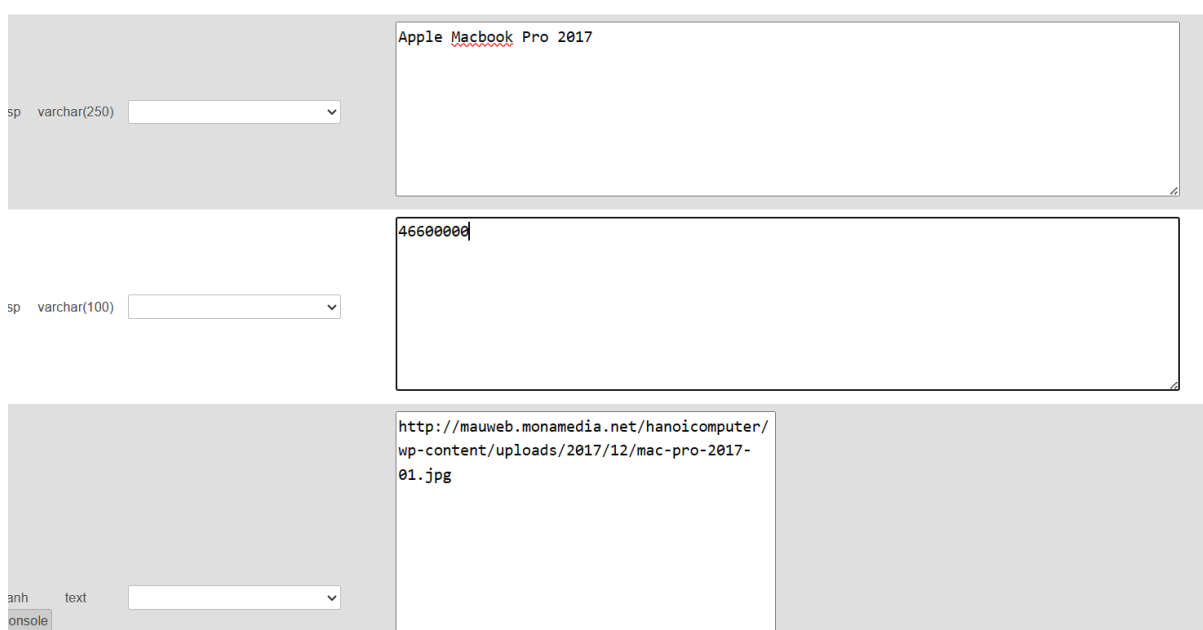 Apple Macbook Pro 2017
sp varchar(250)
46600000
sp varchar(100)
http://mauweb.monamedia.net/hanoicomputer/
wp-content/uploads/2017/12/mac-pro-2017-
01.jpg
anh text
onsole